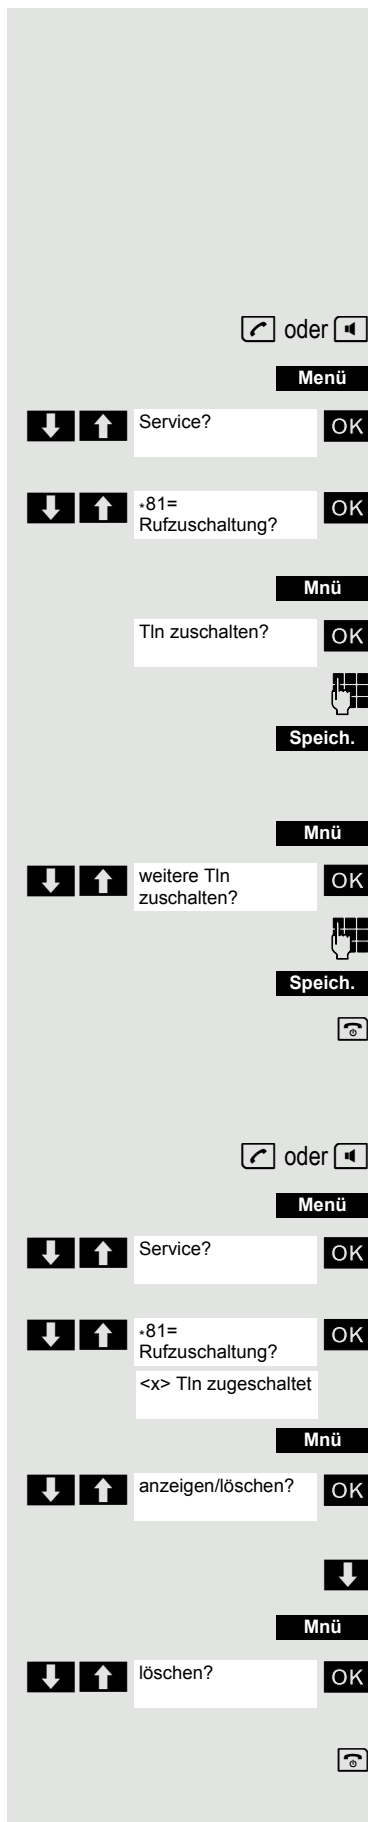 oder
Menü
Service? OK
*81=
Rufzuschaltung? OK
Mnü
Tln zuschalten? OK
Speich.
Mnü
weitere Tln
zuschalten? OK
Speich.
oder
Menü
Service? OK
*81=
Rufzuschaltung? OK
<x> Tln zugeschaltet
Mnü
anzeigen/löschen? OK
Mnü
löschen? OK